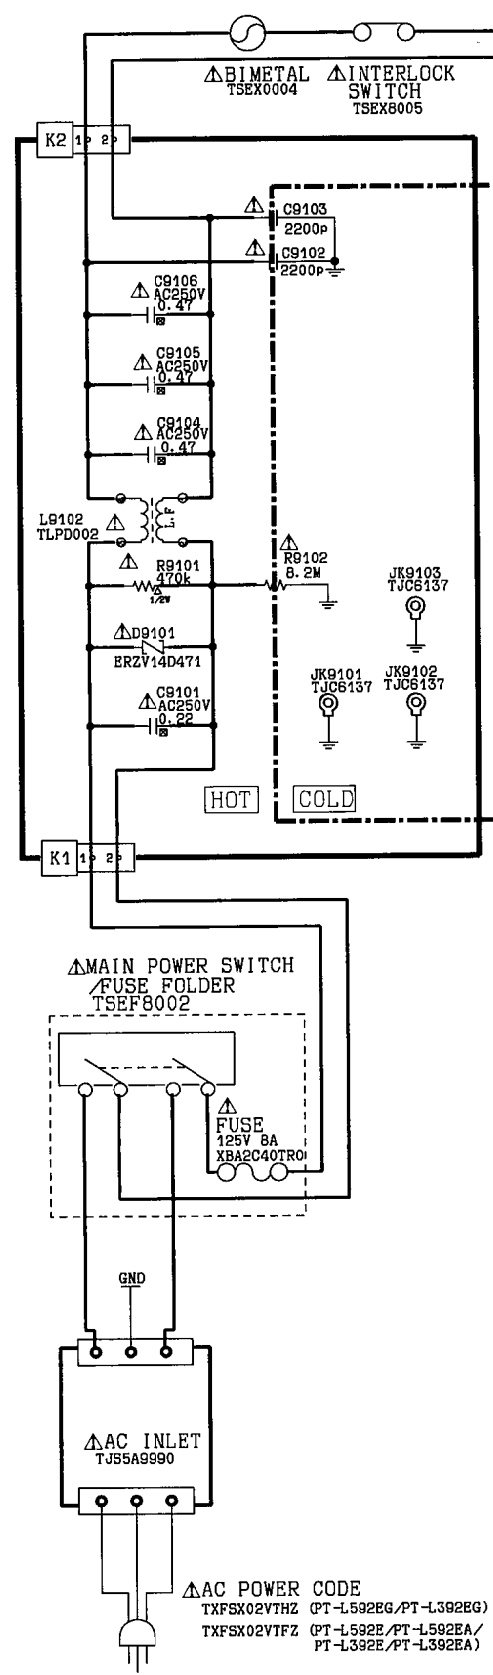 ⚠BIMETAL
TSEX0004
⚠INTERLOCK
SWITCH
TSEX8005
K2 1 2
⚠ C9103
2200p
⚠ C9102
2200p
⚠ C9106
AC250V
0.47
⚠ C9105
AC250V
0.47
⚠ C9104
AC250V
0.47
L9102
TLPD002 ⚠
L.F
⚠ R9101
470k
1/2W
⚠ R9102
8.2M
⚠D9101
ERZV14D471
⚠ C9101
AC250V
0.22
JK9103
TJC6137
JK9101
TJC6137
JK9102
TJC6137
HOT COLD
K1 1 2
⚠MAIN POWER SWITCH
/FUSE FOLDER
TSEF8002
⚠
FUSE
125V 8A
XBA2C40TR0
GND
⚠AC INLET
TJS5A9990
⚠AC POWER CODE
TXFSX02VTHZ (PT-L592EG/PT-L392EG)
TXFSX02VTFZ (PT-L592E/PT-L592EA/
PT-L392E/PT-L392EA)